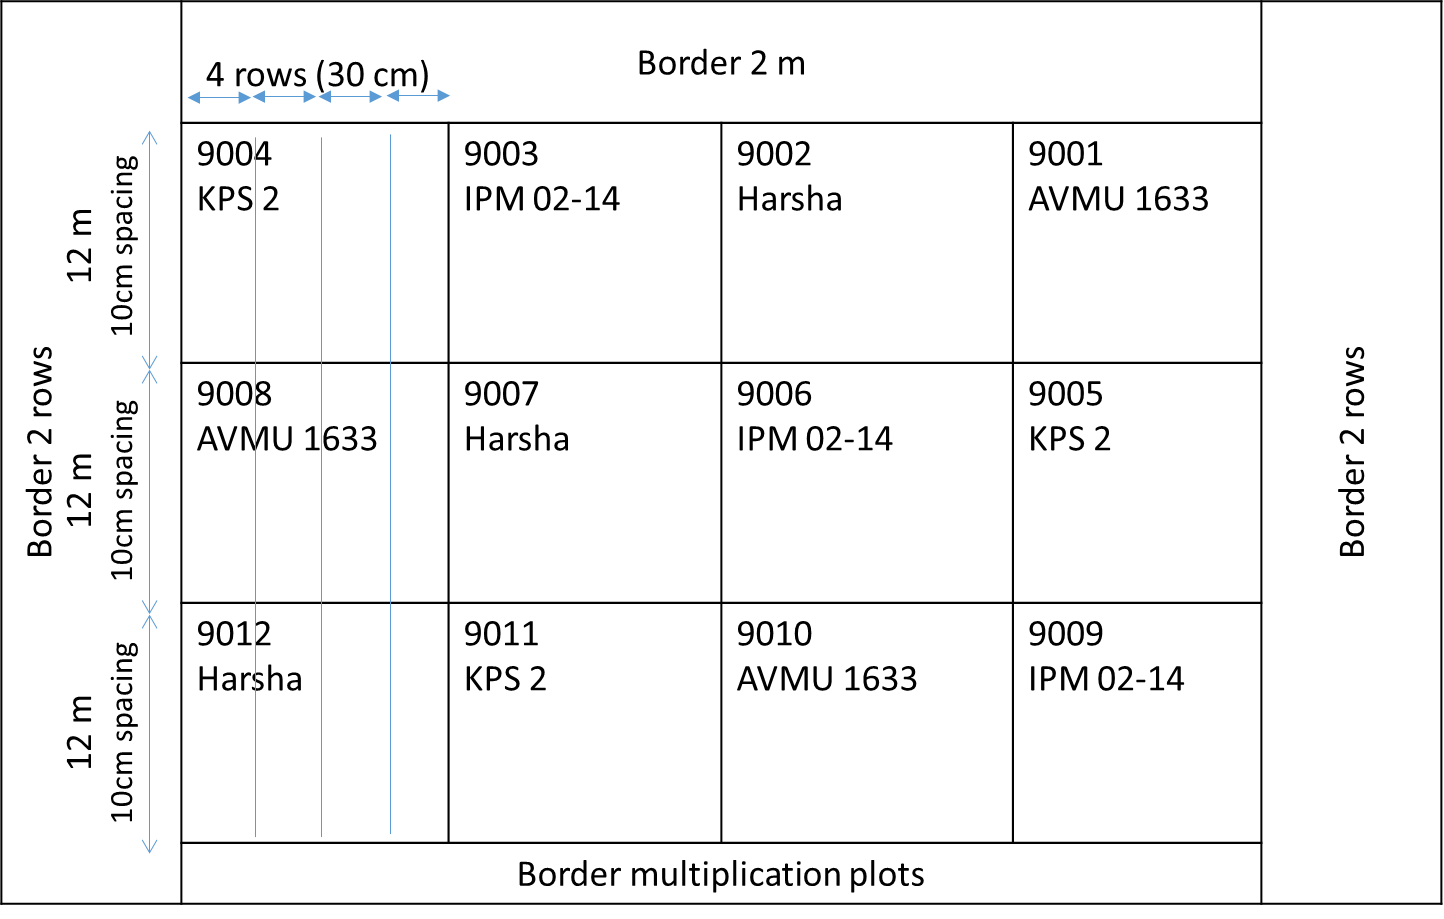 Border 2 m
4 rows (30 cm)
9004
KPS 2
9003
IPM 02-14
9002
Harsha
9001
AVMU 1633
12 m
10cm spacing
9008
AVMU 1633
9007
Harsha
9006
IPM 02-14
9005
KPS 2
Border 2 rows
12 m
10cm spacing
Border 2 rows
9012
Harsha
9011
KPS 2
9010
AVMU 1633
9009
IPM 02-14
12 m
10cm spacing
Border multiplication plots